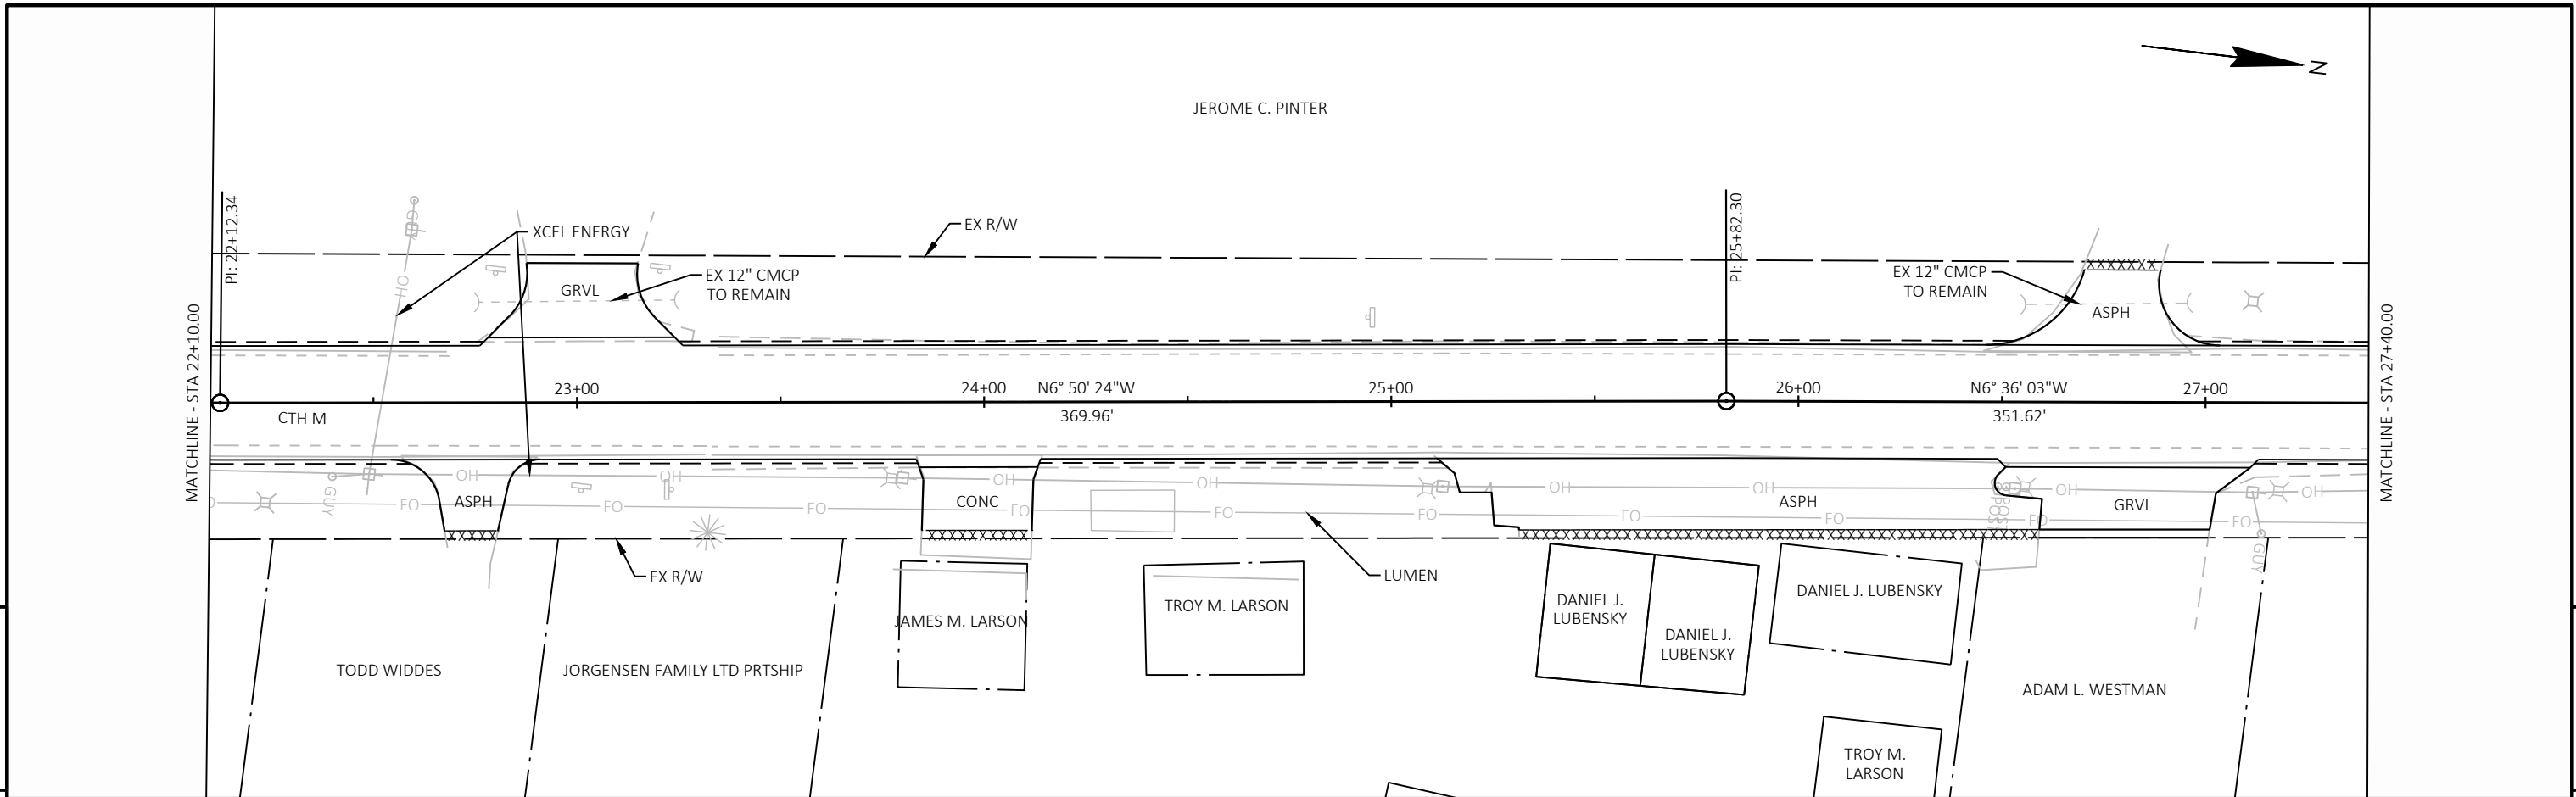 N
JEROME C. PINTER
PI: 22+12.34
XCEL ENERGY
EX R/W
PI: 25+82.30
GUY
OH
GRVL
EX 12" CMCP
TO REMAIN
EX 12" CMCP
TO REMAIN
ASPH
MATCHLINE - STA 22+10.00
MATCHLINE - STA 27+40.00
23+00
24+00
N6° 50' 24"W
25+00
26+00
N6° 36' 03"W
27+00
CTH M
369.96'
351.62'
OH
OH
OH
OH
OH
OH
OH
OH
GUY
ASPH
CONC
ASPH
GRVL
FO
FO
FO
FO
FO
FO
FO
FO
FO
FO
GUY
EX R/W
LUMEN
JAMES M. LARSON
TROY M. LARSON
DANIEL J.
LUBENSKY
DANIEL J.
LUBENSKY
DANIEL J. LUBENSKY
TODD WIDDES
JORGENSEN FAMILY LTD PRTSHIP
ADAM L. WESTMAN
TROY M.
LARSON